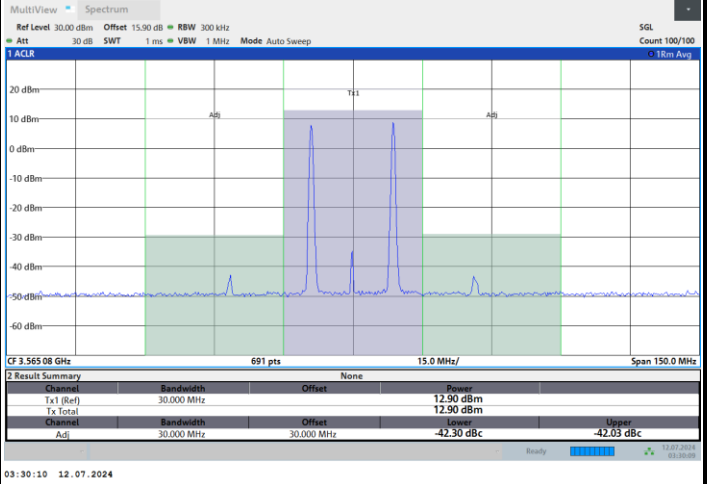 MultiView Spectrum
Ref Level 30.00 dBm Offset 15.90 dB RBW 300 kHz SGL
Att 30 dB SWT 1 ms VBW 1 MHz Mode Auto Sweep Count 100/100
1 ACLR 1Rm Avg
20 dBm
Tx1
10 dBm Adj Adj
0 dBm
-10 dBm
-20 dBm
-30 dBm
-40 dBm
-50 dBm
-60 dBm
CF 3.565 08 GHz 691 pts 15.0 MHz/ Span 150.0 MHz
2 Result Summary None
Channel Bandwidth Offset Power
Tx1 (Ref) 30.000 MHz 12.90 dBm
Tx Total 12.90 dBm
Channel Bandwidth Offset Lower Upper
Adj 30.000 MHz 30.000 MHz -42.30 dBc -42.03 dBc
Ready 12.07.2024
03:30:09
03:30:10 12.07.2024